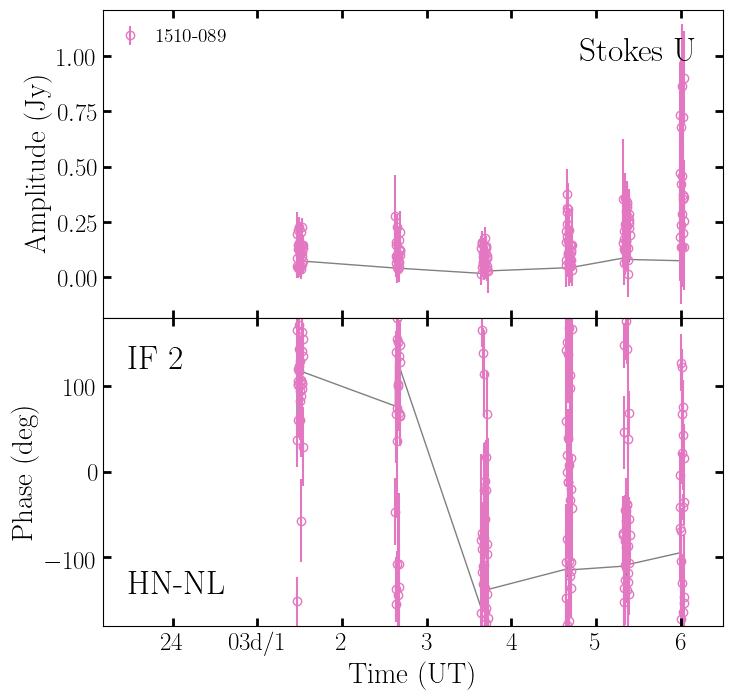 1510-089
Stokes U
1.00
0.75
0.50
0.25
0.00
Amplitude (Jy)
IF 2
100
0
−100
Phase (deg)
HN-NL
24 03d/1 2 3 4 5 6
Time (UT)